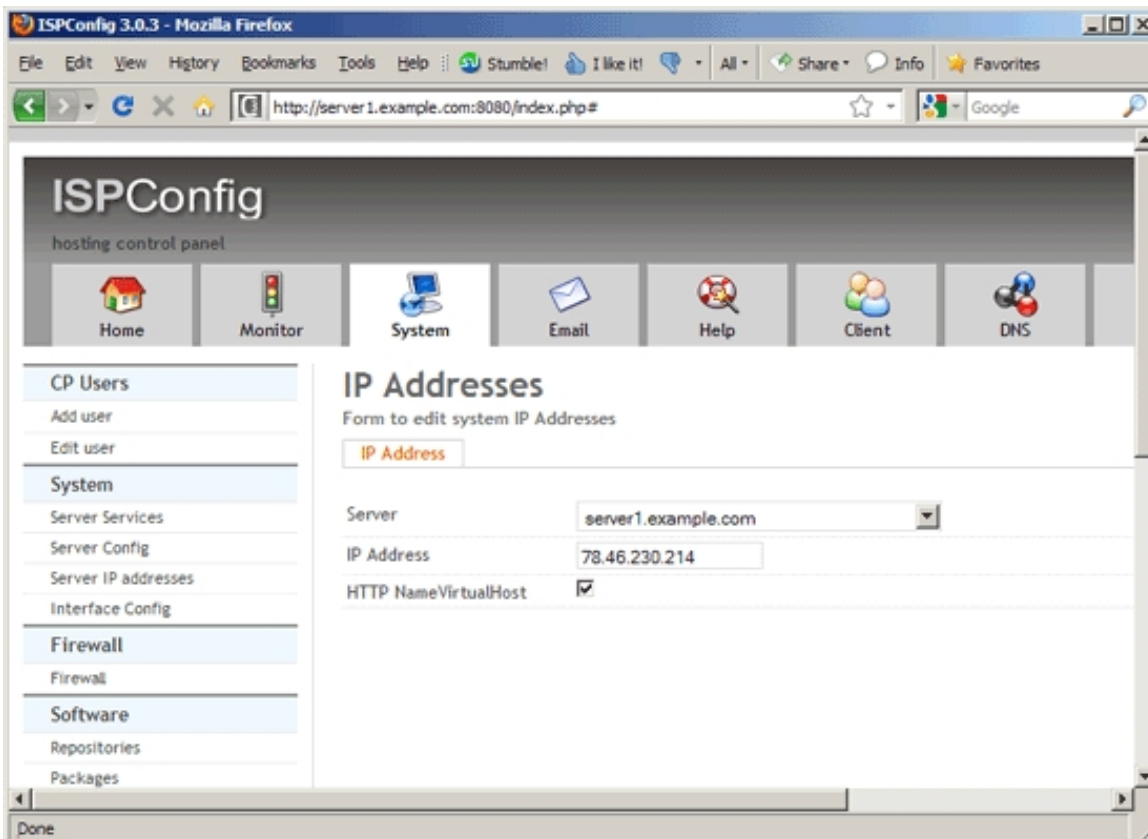 ISPConfig 3.0.3 - Mozilla Firefox
File Edit View History Bookmarks Tools Help Stumble! I like it! All Share Info Favorites
http://server1.example.com:8080/index.php# Google
ISPConfig
hosting control panel
Home Monitor System Email Help Client DNS
CP Users
Add user
Edit user
System
Server Services
Server Config
Server IP addresses
Interface Config
Firewall
Firewall
Software
Repositories
Packages
IP Addresses
Form to edit system IP Addresses
IP Address
Server server1.example.com
IP Address 78.46.230.214
HTTP NameVirtualHost
Done